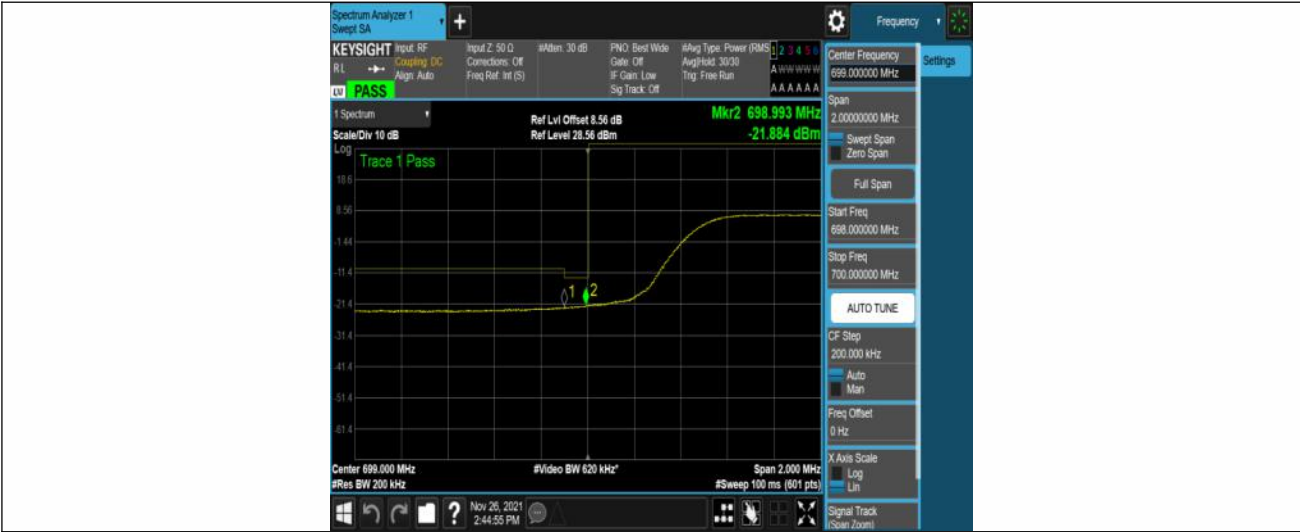 Spectrum Analyzer 1
Swept SA
+
Frequency
KEYSIGHT
RL
LXI
PASS
Input: RF
Coupling: DC
Align: Auto
Input Z: 50 Ω
Corrections: Off
Freq Ref: Int (S)
#Atten: 30 dB
PNO: Best Wide
Gate: Off
IF Gain: Low
Sig Track: Off
#Avg Type: Power (RMS
Avg|Hold: 30/30
Trig: Free Run
1 2 3 4 5 6
A W W W W W
A A A A A A
1 Spectrum
Scale/Div 10 dB
Ref Lvl Offset 8.56 dB
Ref Level 28.56 dBm
Mkr2 698.993 MHz
-21.884 dBm
Log
Trace 1 Pass
18.6
8.56
-1.44
-11.4
-21.4
-31.4
-41.4
-51.4
-61.4
1
2
Center 699.000 MHz
#Res BW 200 kHz
#Video BW 620 kHz*
Span 2.000 MHz
#Sweep 100 ms (601 pts)
?
Nov 26, 2021
2:44:55 PM
Center Frequency
699.000000 MHz
Settings
Span
2.00000000 MHz
Swept Span
Zero Span
Full Span
Start Freq
698.000000 MHz
Stop Freq
700.000000 MHz
AUTO TUNE
CF Step
200.000 kHz
Auto
Man
Freq Offset
0 Hz
X Axis Scale
Log
Lin
Signal Track
(Span Zoom)